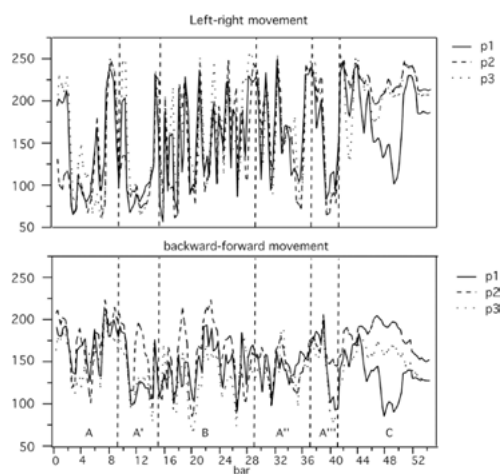 Left-right movement
p1
p2
p3
250
200
150
100
50
backward-forward movement
p1
p2
p3
250
200
150
100
50
A A' B A'' A''' C
0 4 8 12 16 20 24 28 32 36 40 44 48 52
bar